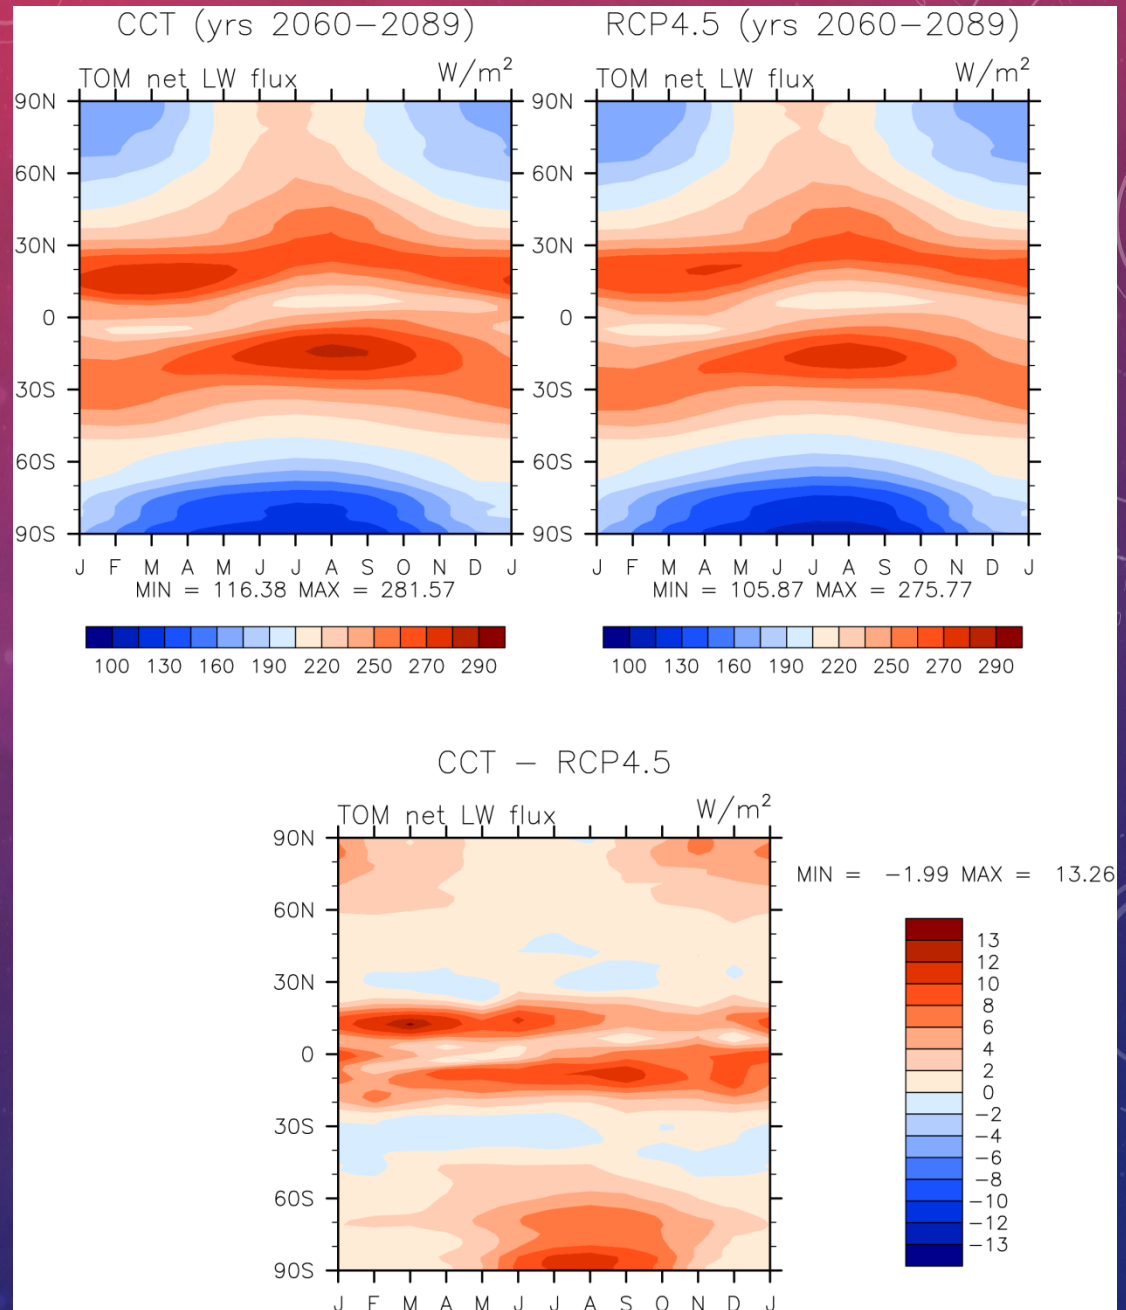 CCT (yrs 2060−2089)
TOM net LW flux W/m²
90N
60N
30N
0
30S
60S
90S
J F M A M J J A S O N D J
MIN = 116.38 MAX = 281.57
100 130 160 190 220 250 270 290
RCP4.5 (yrs 2060−2089)
TOM net LW flux W/m²
90N
60N
30N
0
30S
60S
90S
J F M A M J J A S O N D J
MIN = 105.87 MAX = 275.77
100 130 160 190 220 250 270 290
CCT − RCP4.5
TOM net LW flux W/m²
90N
60N
30N
0
30S
60S
90S
J F M A M J J A S O N D J
MIN = −1.99 MAX = 13.26
13
12
10
8
6
4
2
0
−2
−4
−6
−8
−10
−12
−13